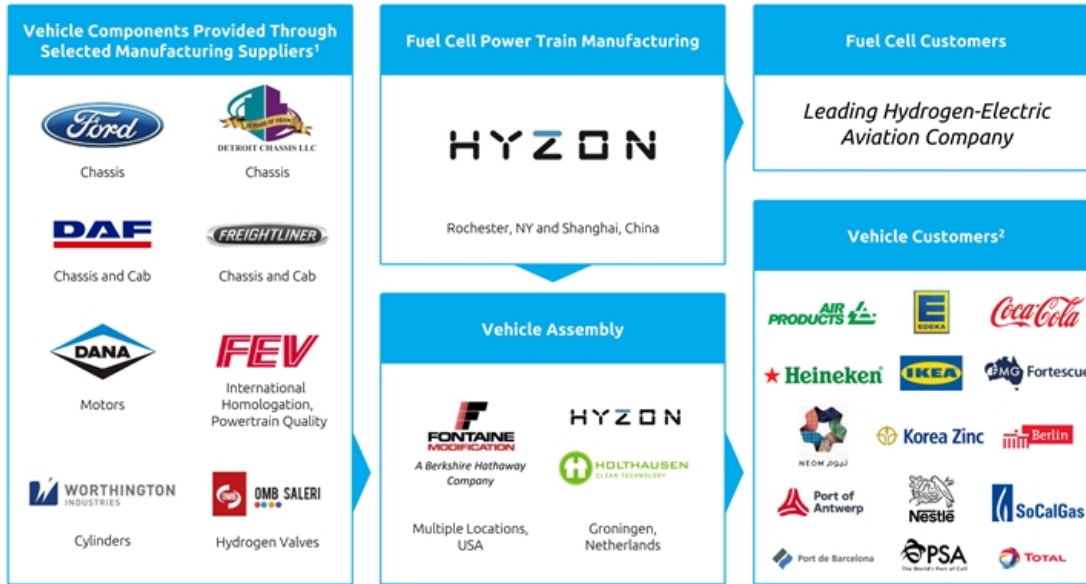 Vehicle Components Provided Through
Selected Manufacturing Suppliers¹
Ford
Chassis
DETROIT CHASSIS LLC
Chassis
DAF
Chassis and Cab
FREIGHTLINER
Chassis and Cab
DANA
Motors
FEV
International
Homologation,
Powertrain Quality
WORTHINGTON
INDUSTRIES
Cylinders
OMB
OMB SALERI
Hydrogen Valves
Fuel Cell Power Train Manufacturing
HYZON
Rochester, NY and Shanghai, China
Vehicle Assembly
FONTAINE
MODIFICATION
A Berkshire Hathaway
Company
Multiple Locations,
USA
HYZON
HOLTHAUSEN
CLEAN TECHNOLOGY
Groningen,
Netherlands
Fuel Cell Customers
Leading Hydrogen-Electric
Aviation Company
Vehicle Customers²
AIR
PRODUCTS
E
EDEKA
Coca-Cola
Heineken
IKEA
FMG Fortescue
NEOM نيوم
Korea Zinc
Berlin
Port of
Antwerp
Nestlé
SoCalGas
Port de Barcelona
PSA
The World's Port of Call
TOTAL